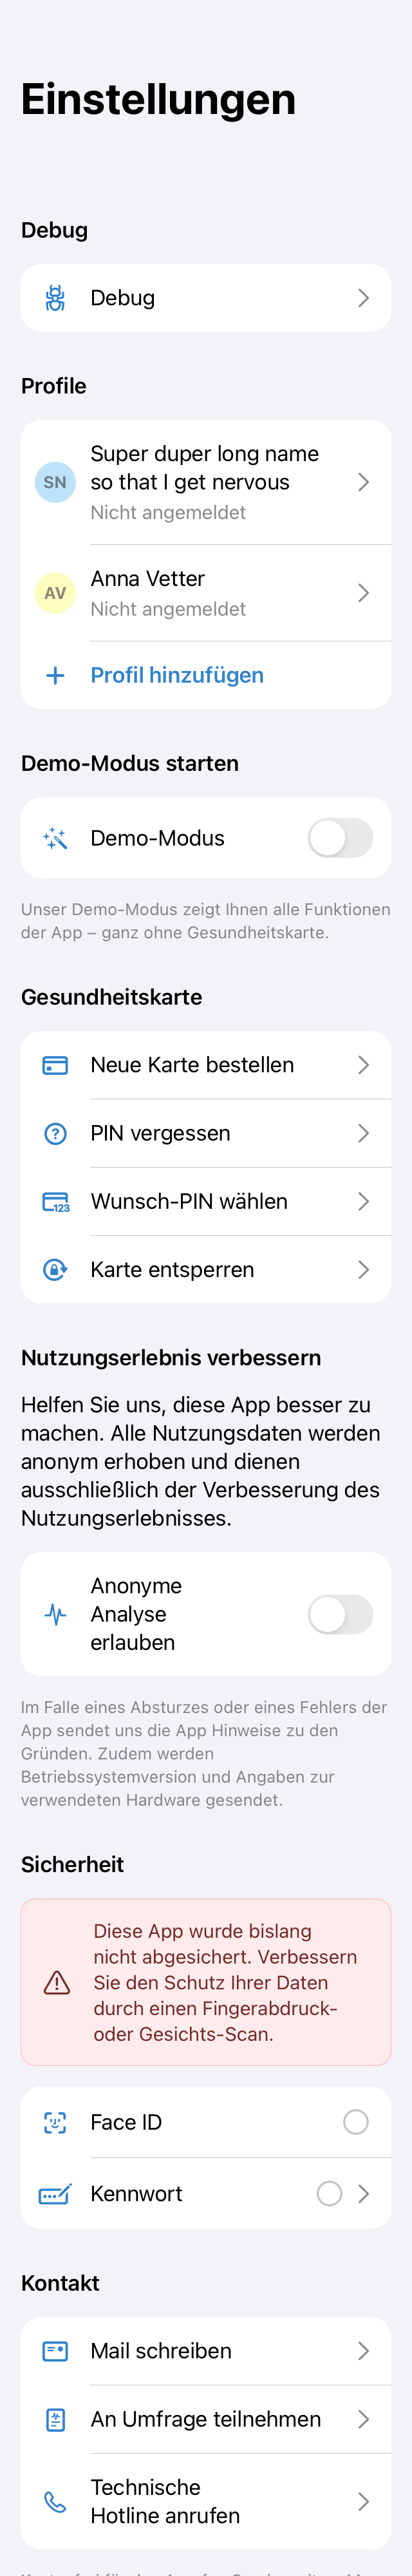 Einstellungen
Debug
Debug
Profile
SN
Super duper long name
so that I get nervous
Nicht angemeldet
AV
Anna Vetter
Nicht angemeldet
Profil hinzufügen
Demo-Modus starten
Demo-Modus
Unser Demo-Modus zeigt Ihnen alle Funktionen
der App – ganz ohne Gesundheitskarte.
Gesundheitskarte
Neue Karte bestellen
PIN vergessen
123
Wunsch-PIN wählen
Karte entsperren
Nutzungserlebnis verbessern
Helfen Sie uns, diese App besser zu
machen. Alle Nutzungsdaten werden
anonym erhoben und dienen
ausschließlich der Verbesserung des
Nutzungserlebnisses.
Anonyme
Analyse
erlauben
Im Falle eines Absturzes oder eines Fehlers der
App sendet uns die App Hinweise zu den
Gründen. Zudem werden
Betriebssystemversion und Angaben zur
verwendeten Hardware gesendet.
Sicherheit
Diese App wurde bislang
nicht abgesichert. Verbessern
Sie den Schutz Ihrer Daten
durch einen Fingerabdruck-
oder Gesichts-Scan.
Face ID
Kennwort
Kontakt
Mail schreiben
An Umfrage teilnehmen
Technische
Hotline anrufen